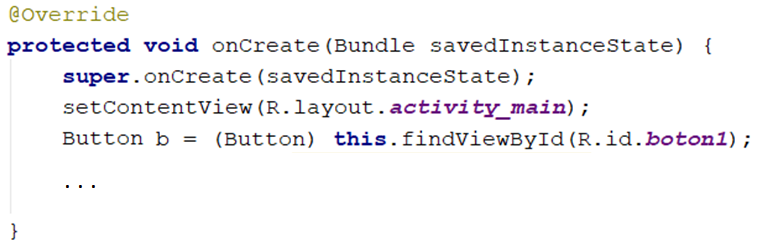 @Override
protected void onCreate(Bundle savedInstanceState) {
super.onCreate(savedInstanceState);
setContentView(R.layout.activity_main);
Button b = (Button) this.findViewById(R.id.boton1);
...
}